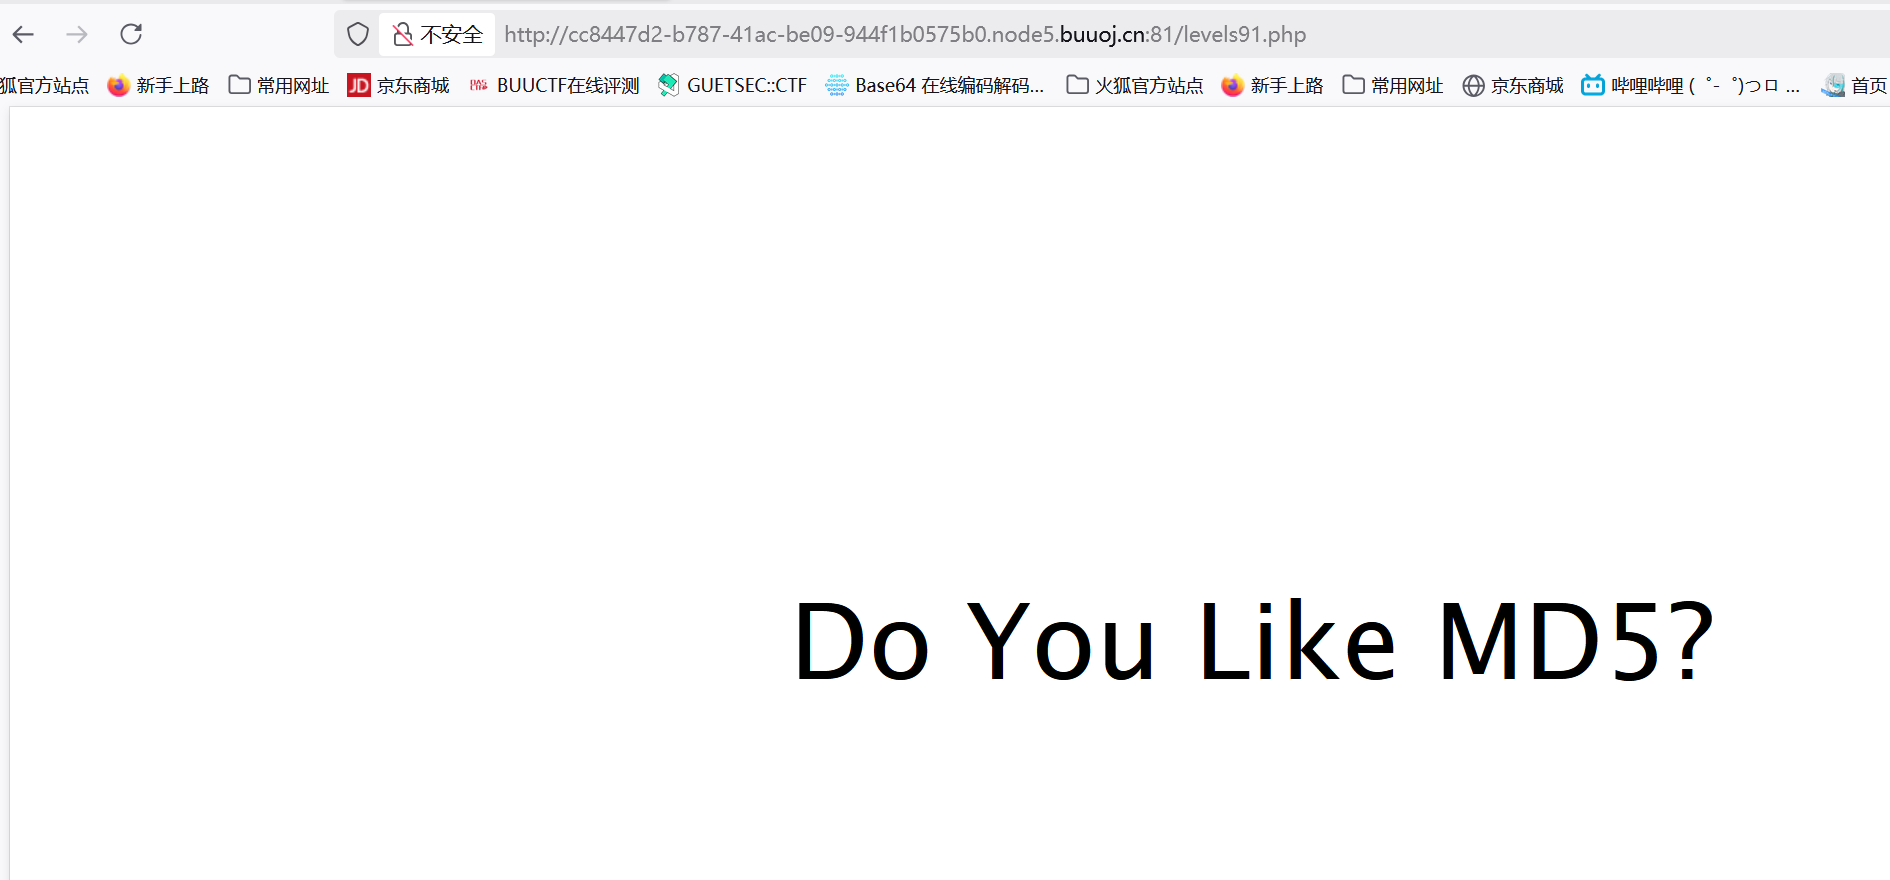 不安全 http://cc8447d2-b787-41ac-be09-944f1b0575b0.node5.buuoj.cn:81/levels91.php
狐官方站点 新手上路 常用网址 JD 京东商城 BUUCTF在线评测 GUETSEC::CTF Base64 在线编码解码... 火狐官方站点 新手上路 常用网址 京东商城 哔哩哔哩 ( ゜- ゜)つロ ... 首页
Do You Like MD5?